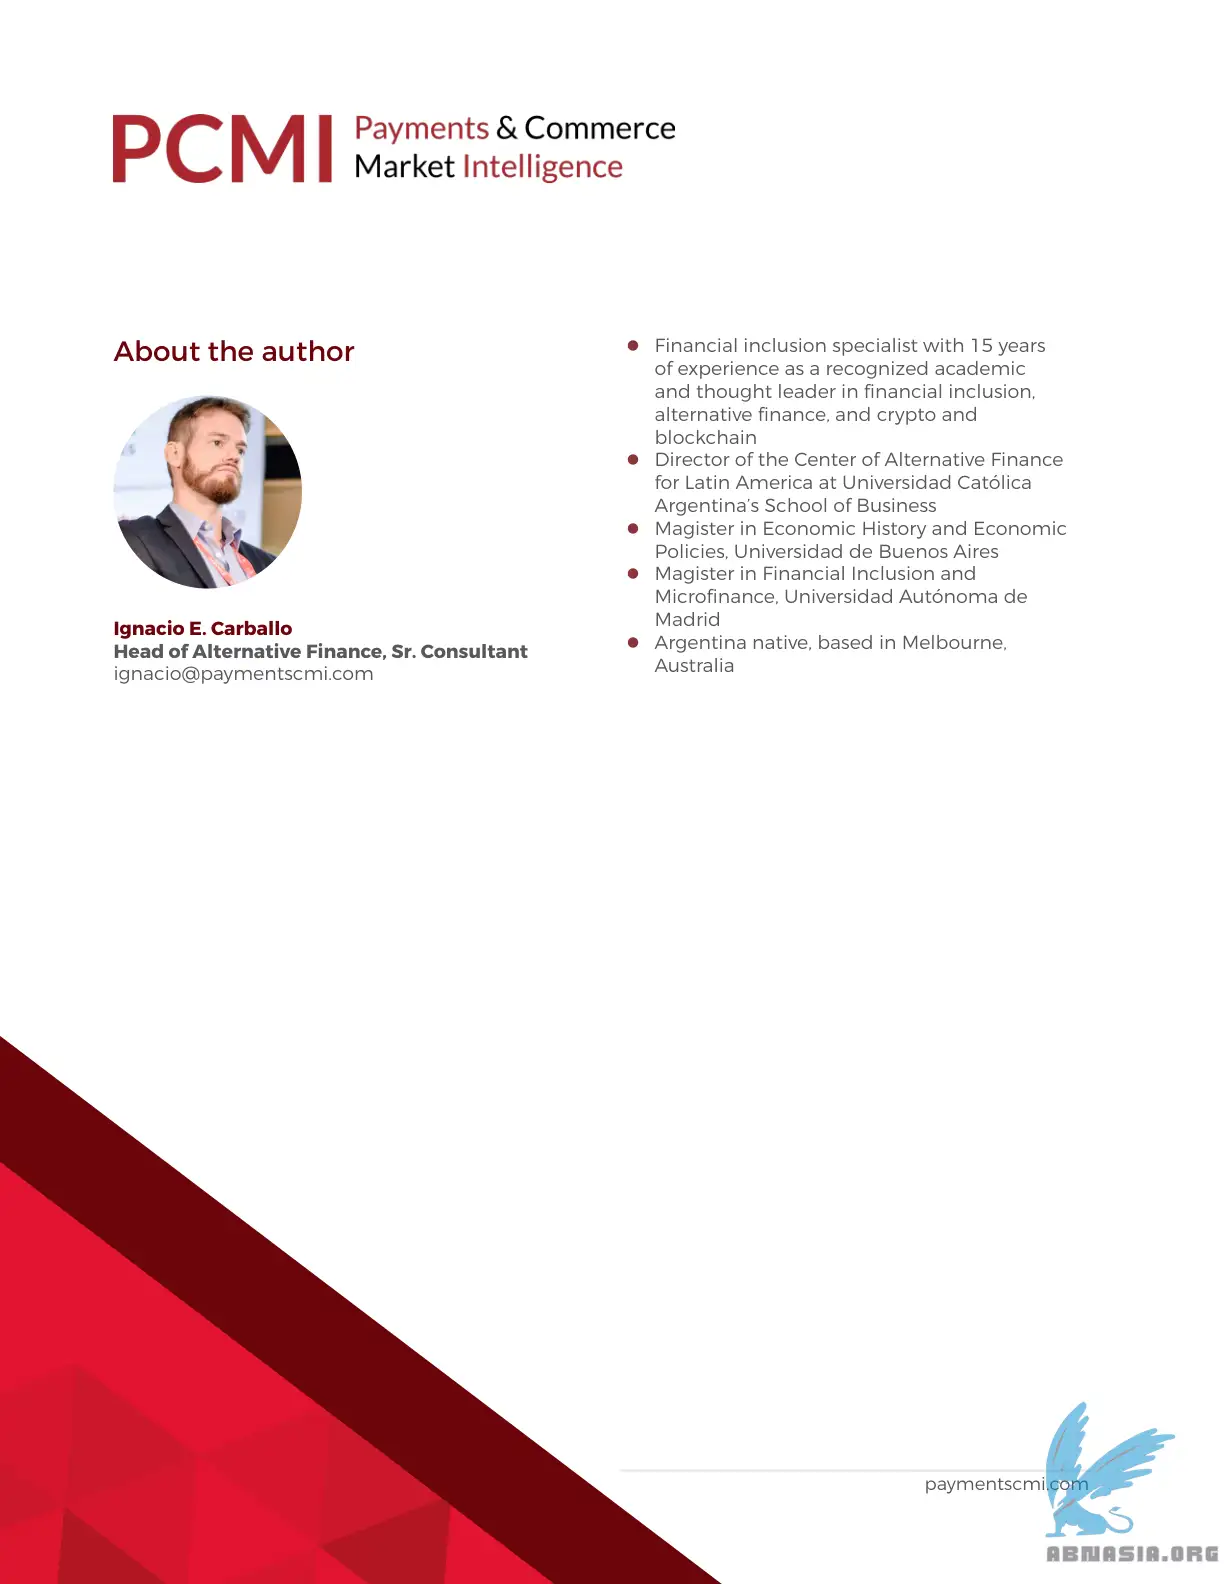 PCMI
Payments & Commerce
Market Intelligence
About the author
Ignacio E. Carballo
Head of Alternative Finance, Sr. Consultant
ignacio@paymentscmi.com
● Financial inclusion specialist with 15 years
of experience as a recognized academic
and thought leader in financial inclusion,
alternative finance, and crypto and
blockchain
● Director of the Center of Alternative Finance
for Latin America at Universidad Católica
Argentina’s School of Business
● Magister in Economic History and Economic
Policies, Universidad de Buenos Aires
● Magister in Financial Inclusion and
Microfinance, Universidad Autónoma de
Madrid
● Argentina native, based in Melbourne,
Australia
paymentscmi.com
ABNASIA.ORG